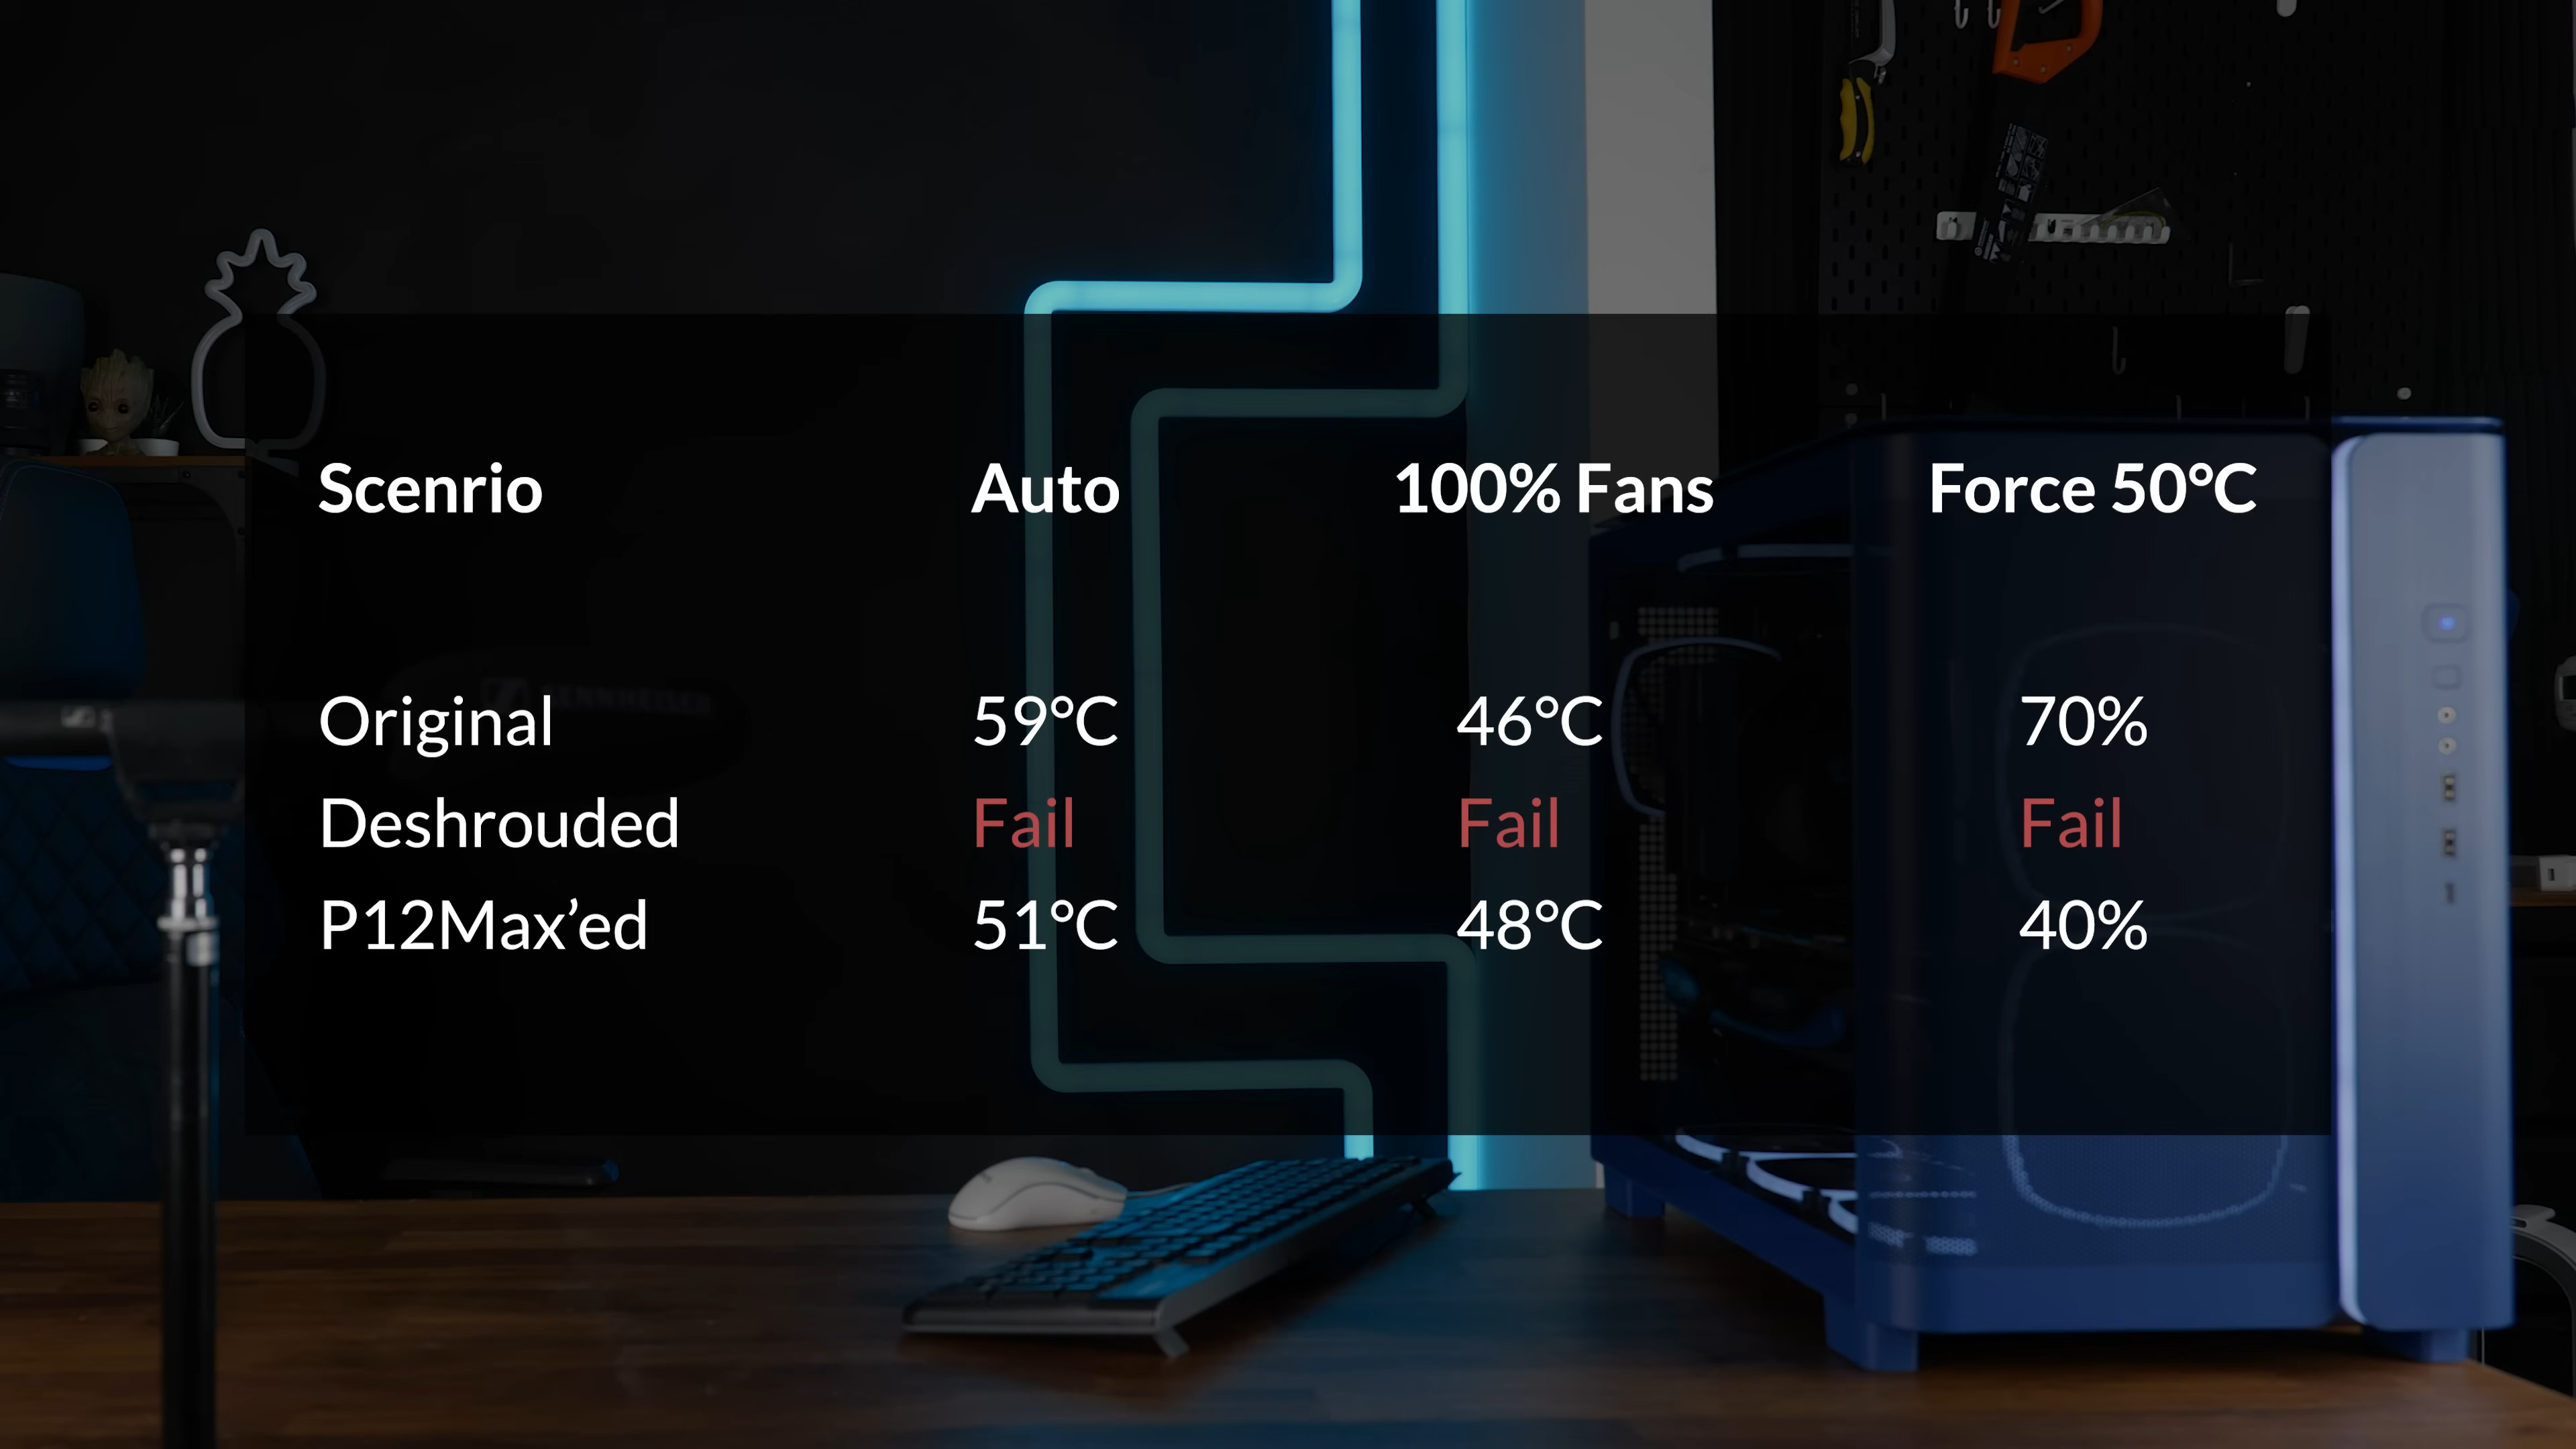 Scenrio Auto 100% Fans Force 50°C
Original 59°C 46°C 70%
Deshrouded Fail Fail Fail
P12Max’ed 51°C 48°C 40%
SENNHEISER